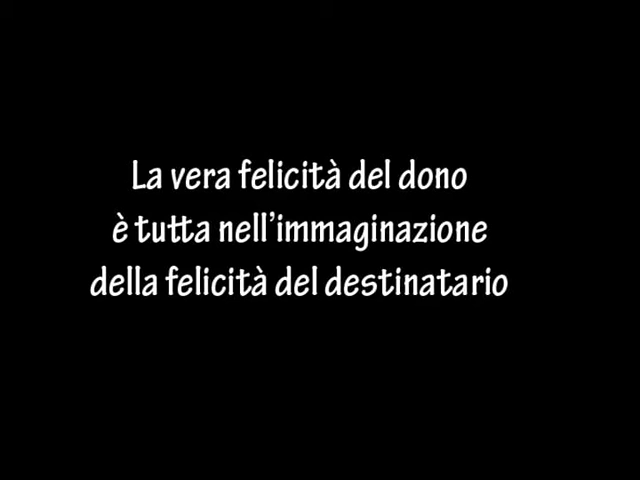 La vera felicità del dono
è tutta nell'immaginazione
della felicità del destinatario